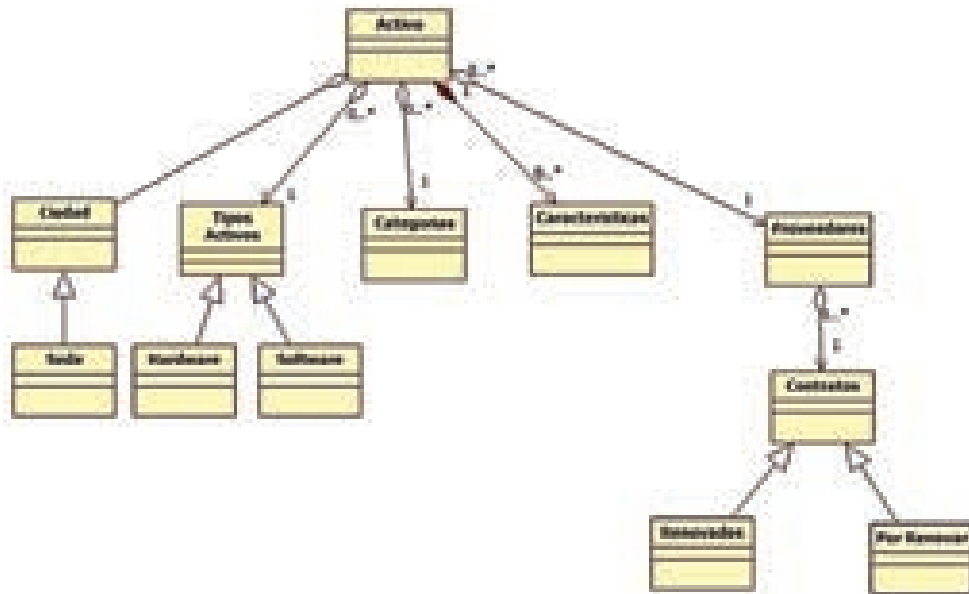 Activo
0..*
1
0..*
0..*
1
1
0..*
1
Ciudad
Tipos
Activos
Categorias
Caracteristicas
Proveedores
0..*
1
Sede
Hardware
Software
Contratos
Renovados
Por Renovar